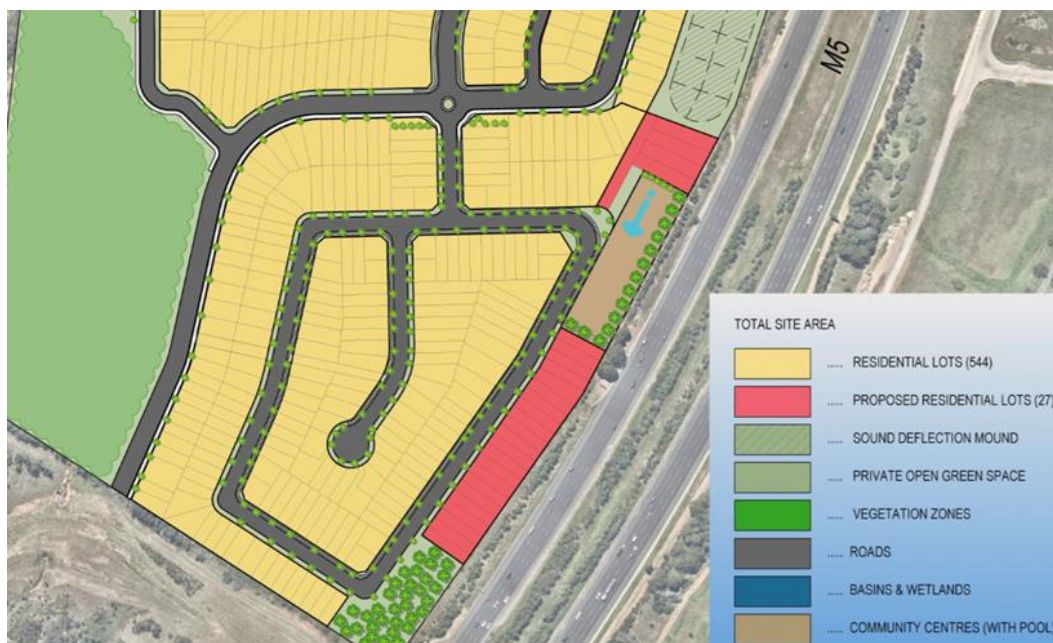 M5
TOTAL SITE AREA
..... RESIDENTIAL LOTS (544)
..... PROPOSED RESIDENTIAL LOTS (27)
..... SOUND DEFLECTION MOUND
..... PRIVATE OPEN GREEN SPACE
..... VEGETATION ZONES
..... ROADS
..... BASINS & WETLANDS
..... COMMUNITY CENTRES (WITH POOL